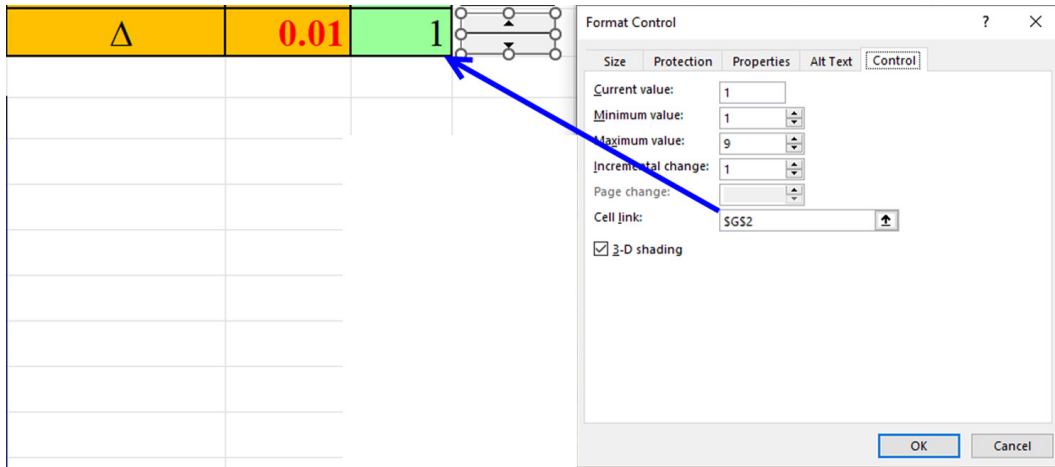 Δ 0.01 1
Format Control ? ×
Size Protection Properties Alt Text Control
Current value: 1
Minimum value: 1
Maximum value: 9
Incremental change: 1
Page change:
Cell link: $G$2
3-D shading
OK Cancel